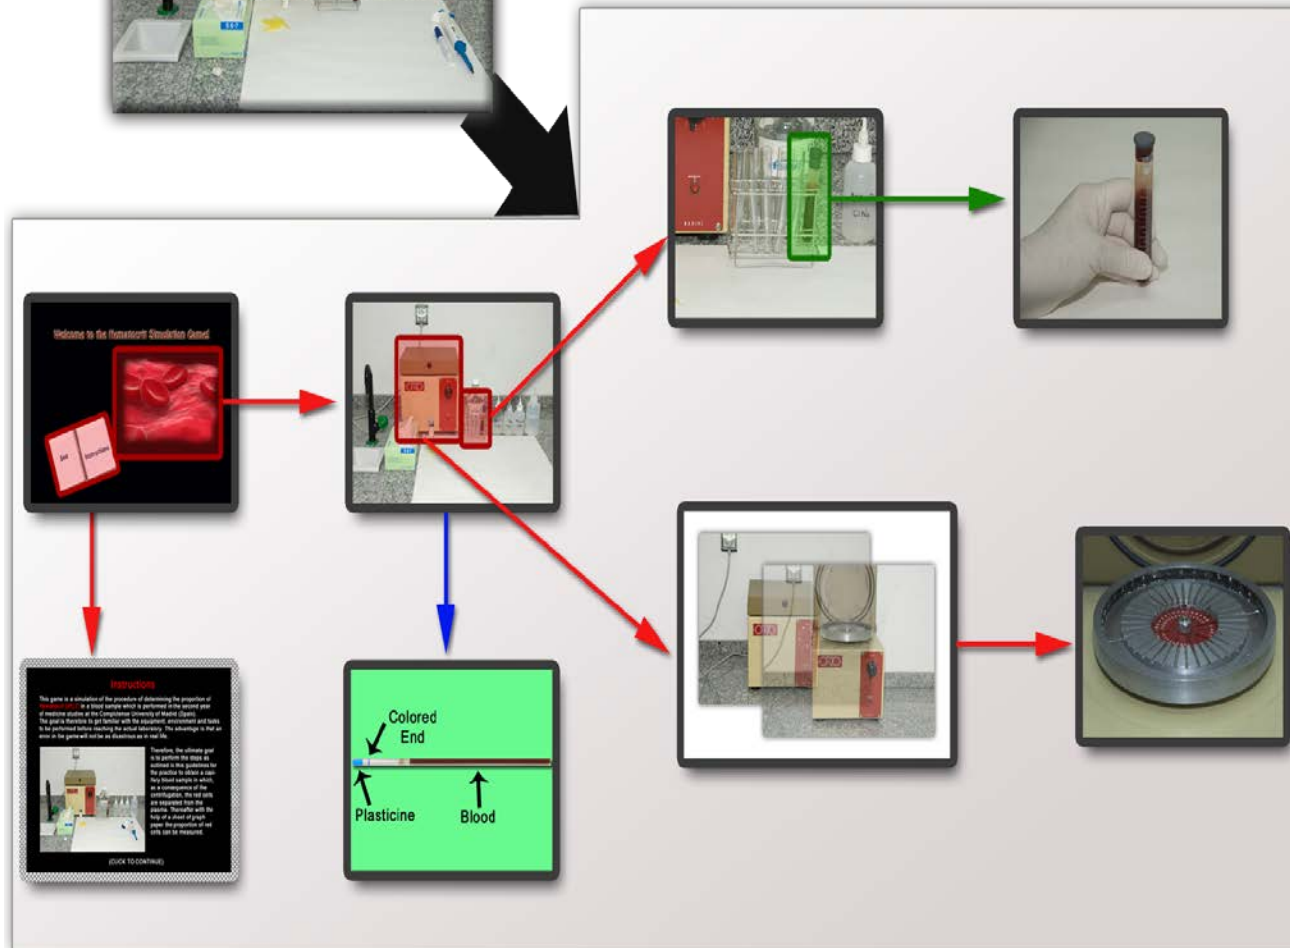 Welcome to the Hematocrit Simulation Game!
Instructions
Instructions
This game is a simulation of the procedure of determining the proportion of
in a blood sample which is performed in the second year
of medicine studies at the Complutense University of Madrid (Spain).
The goal is therefore to get familiar with the equipment, environment and tasks
to be performed before reaching the actual laboratory. The advantage is that an
error in the game will not be as disastrous as in real life.
Therefore, the ultimate goal
is to perform the steps as
outlined in this guidelines for
the practice to obtain a capi-
llary blood sample in which,
as a consequence of the
centrifugation, the red cells
are separated from the
plasma. Thereafter with the
help of a sheet of graph
paper the proportion of red
cells can be measured.
(CLICK TO CONTINUE)
Colored
End
Plasticine
Blood